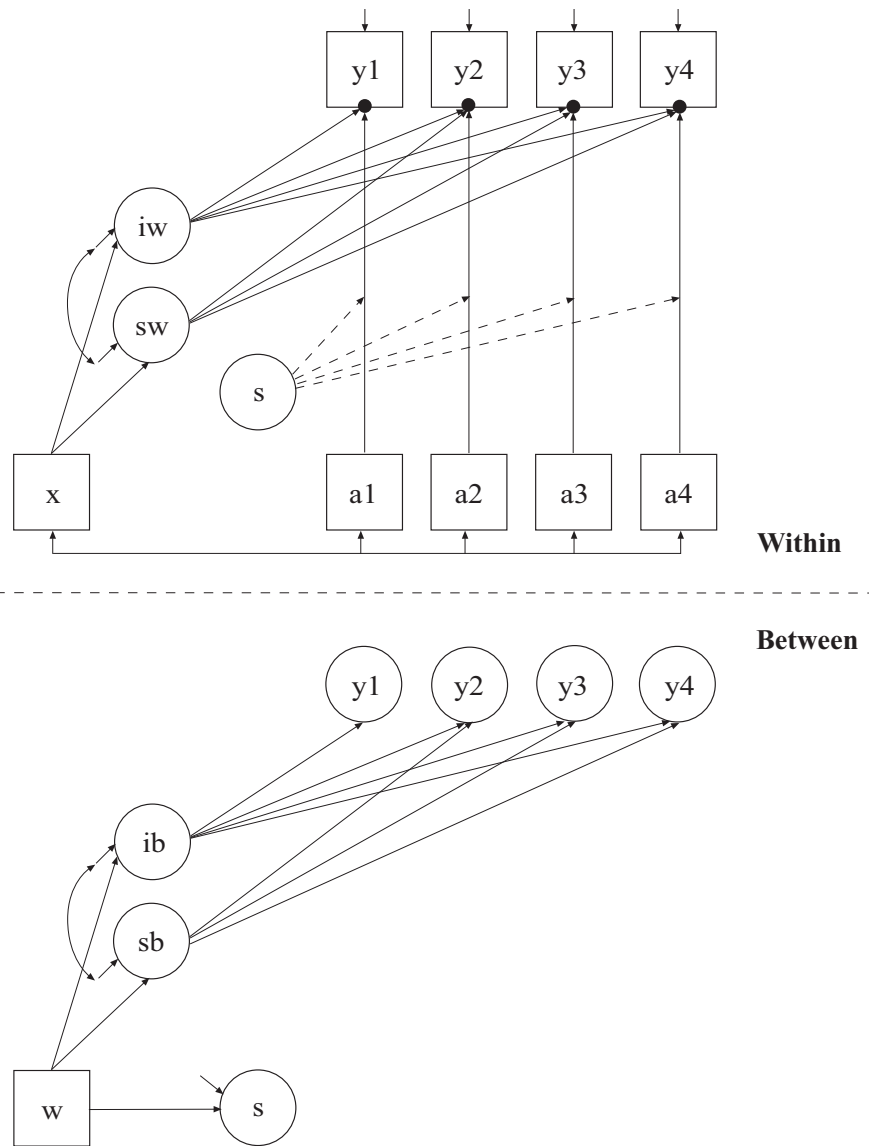 y1 y2 y3 y4
iw
sw
s
x a1 a2 a3 a4
Within
Between
y1 y2 y3 y4
ib
sb
w s